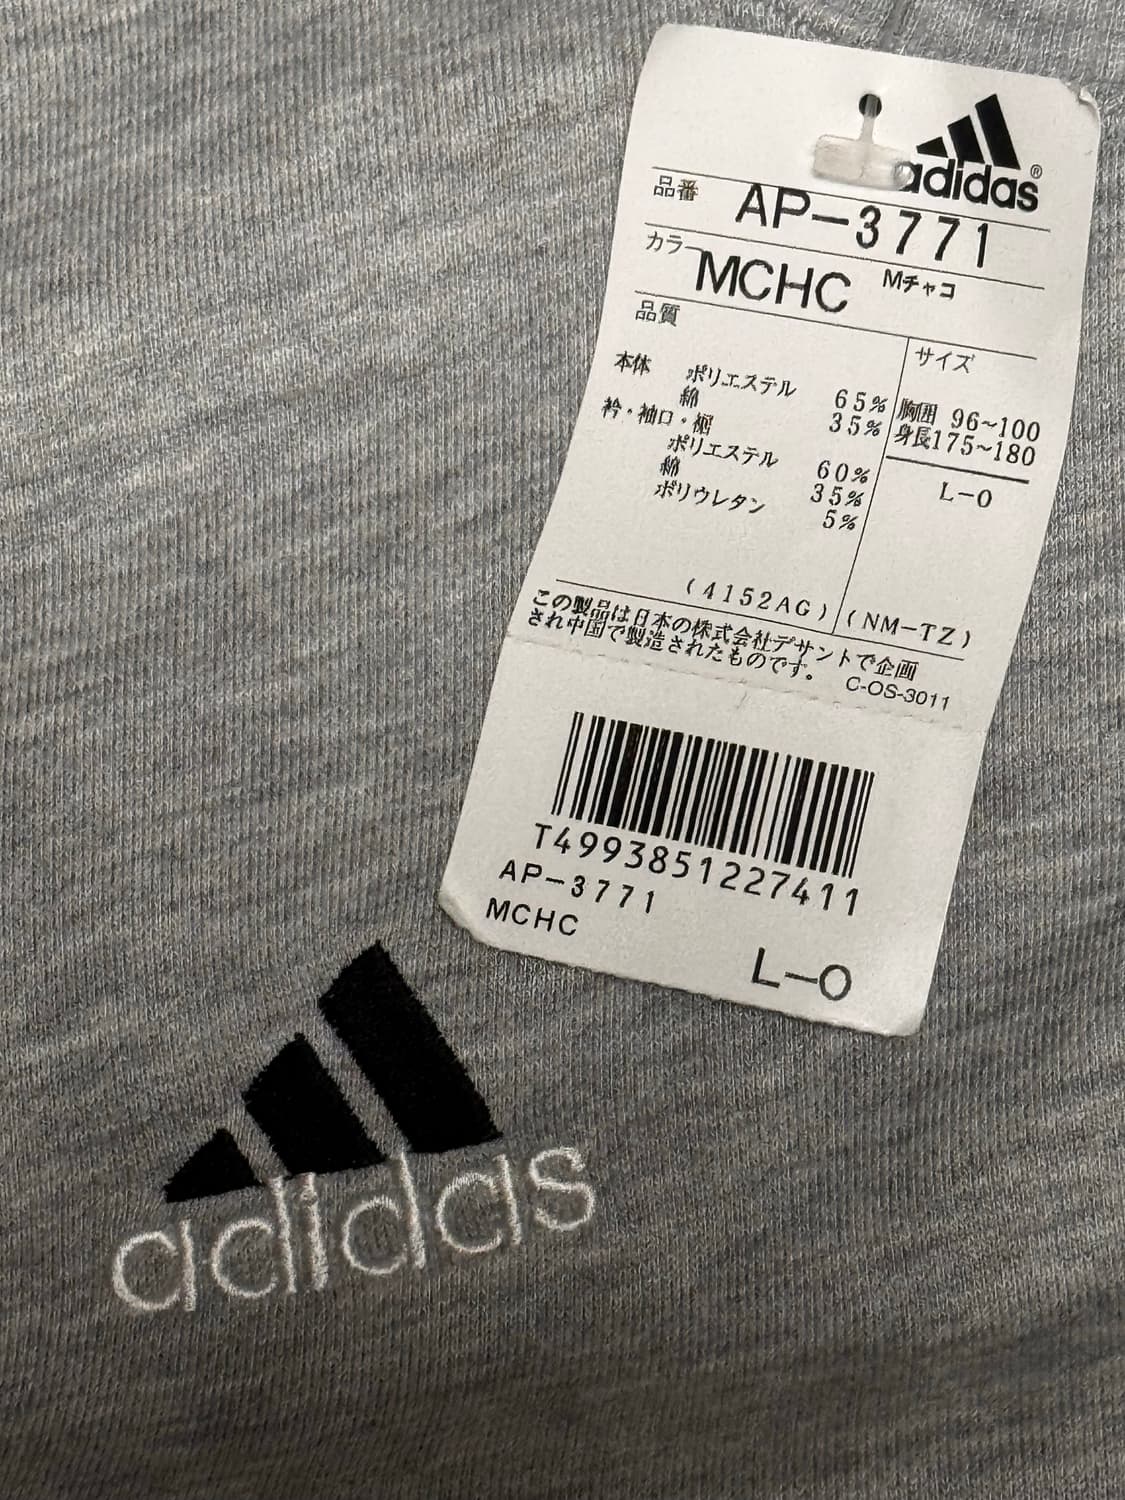 adidas®
品番 AP-3771
カラー MCHC Mチャコ
品質
本体 ポリエステル 65%
綿 35%
衿・袖口・裾
ポリエステル 60%
綿 35%
ポリウレタン 5%
(4152AG)
サイズ
胸囲 96~100
身長175~180
L-O
(NM-TZ)
この製品は日本の株式会社デサントで企画
され中国で製造されたものです。
C-OS-3011
T4993851227411
AP-3771
MCHC
L-O
adidas